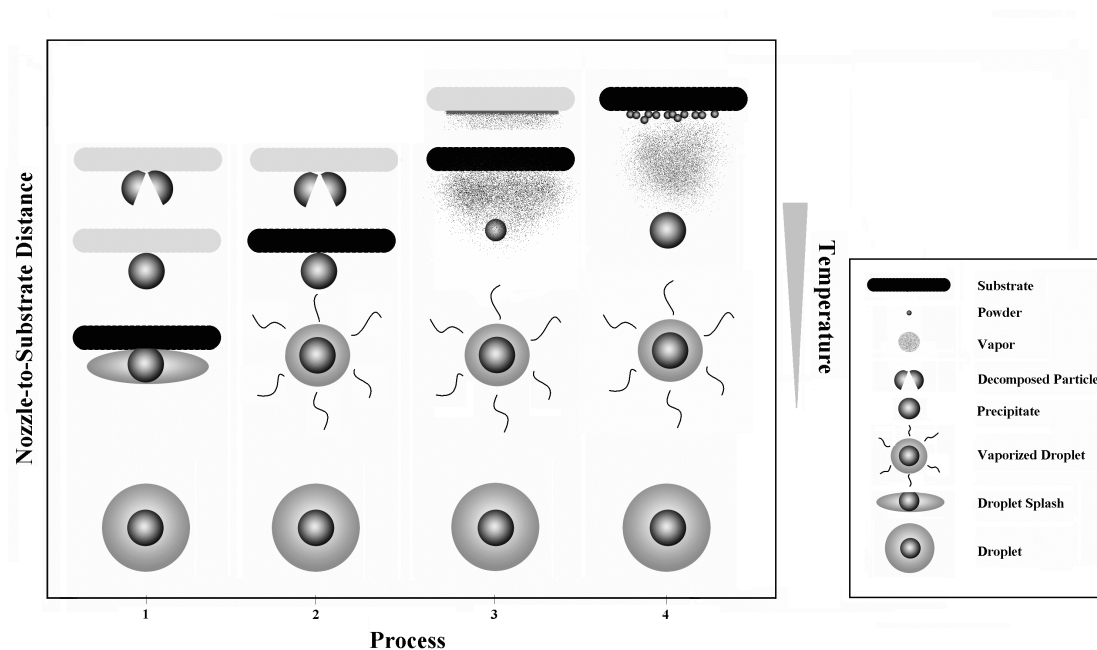 Nozzle-to-Substrate Distance
Temperature
1
2
3
4
Process
Substrate
Powder
Vapor
Decomposed Particle
Precipitate
Vaporized Droplet
Droplet Splash
Droplet